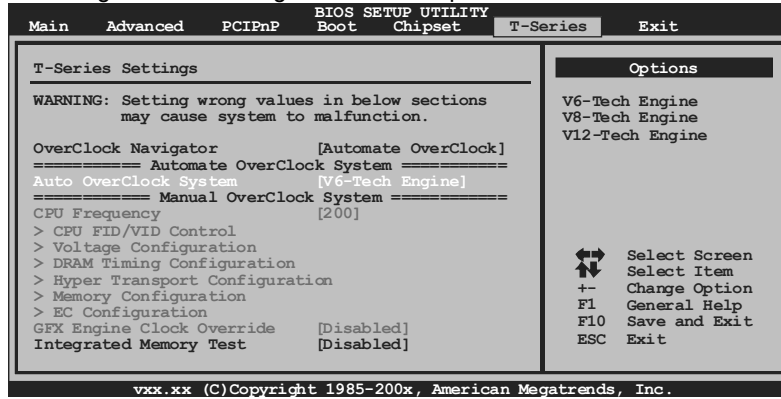 BIOS SETUP UTILITY
Main Advanced PCIPnP Boot Chipset T-Series Exit
T-Series Settings
WARNING: Setting wrong values in below sections
may cause system to malfunction.
OverClock Navigator [Automate OverClock]
=========== Automate OverClock System ===========
Auto OverClock System [V6-Tech Engine]
============ Manual OverClock System ============
CPU Frequency [200]
> CPU FID/VID Control
> Voltage Configuration
> DRAM Timing Configuration
> Hyper Transport Configuration
> Memory Configuration
> EC Configuration
GFX Engine Clock Override [Disabled]
Integrated Memory Test [Disabled]
Options
V6-Tech Engine
V8-Tech Engine
V12-Tech Engine
Select Screen
Select Item
+- Change Option
F1 General Help
F10 Save and Exit
ESC Exit
vxx.xx (C)Copyright 1985-200x, American Megatrends, Inc.